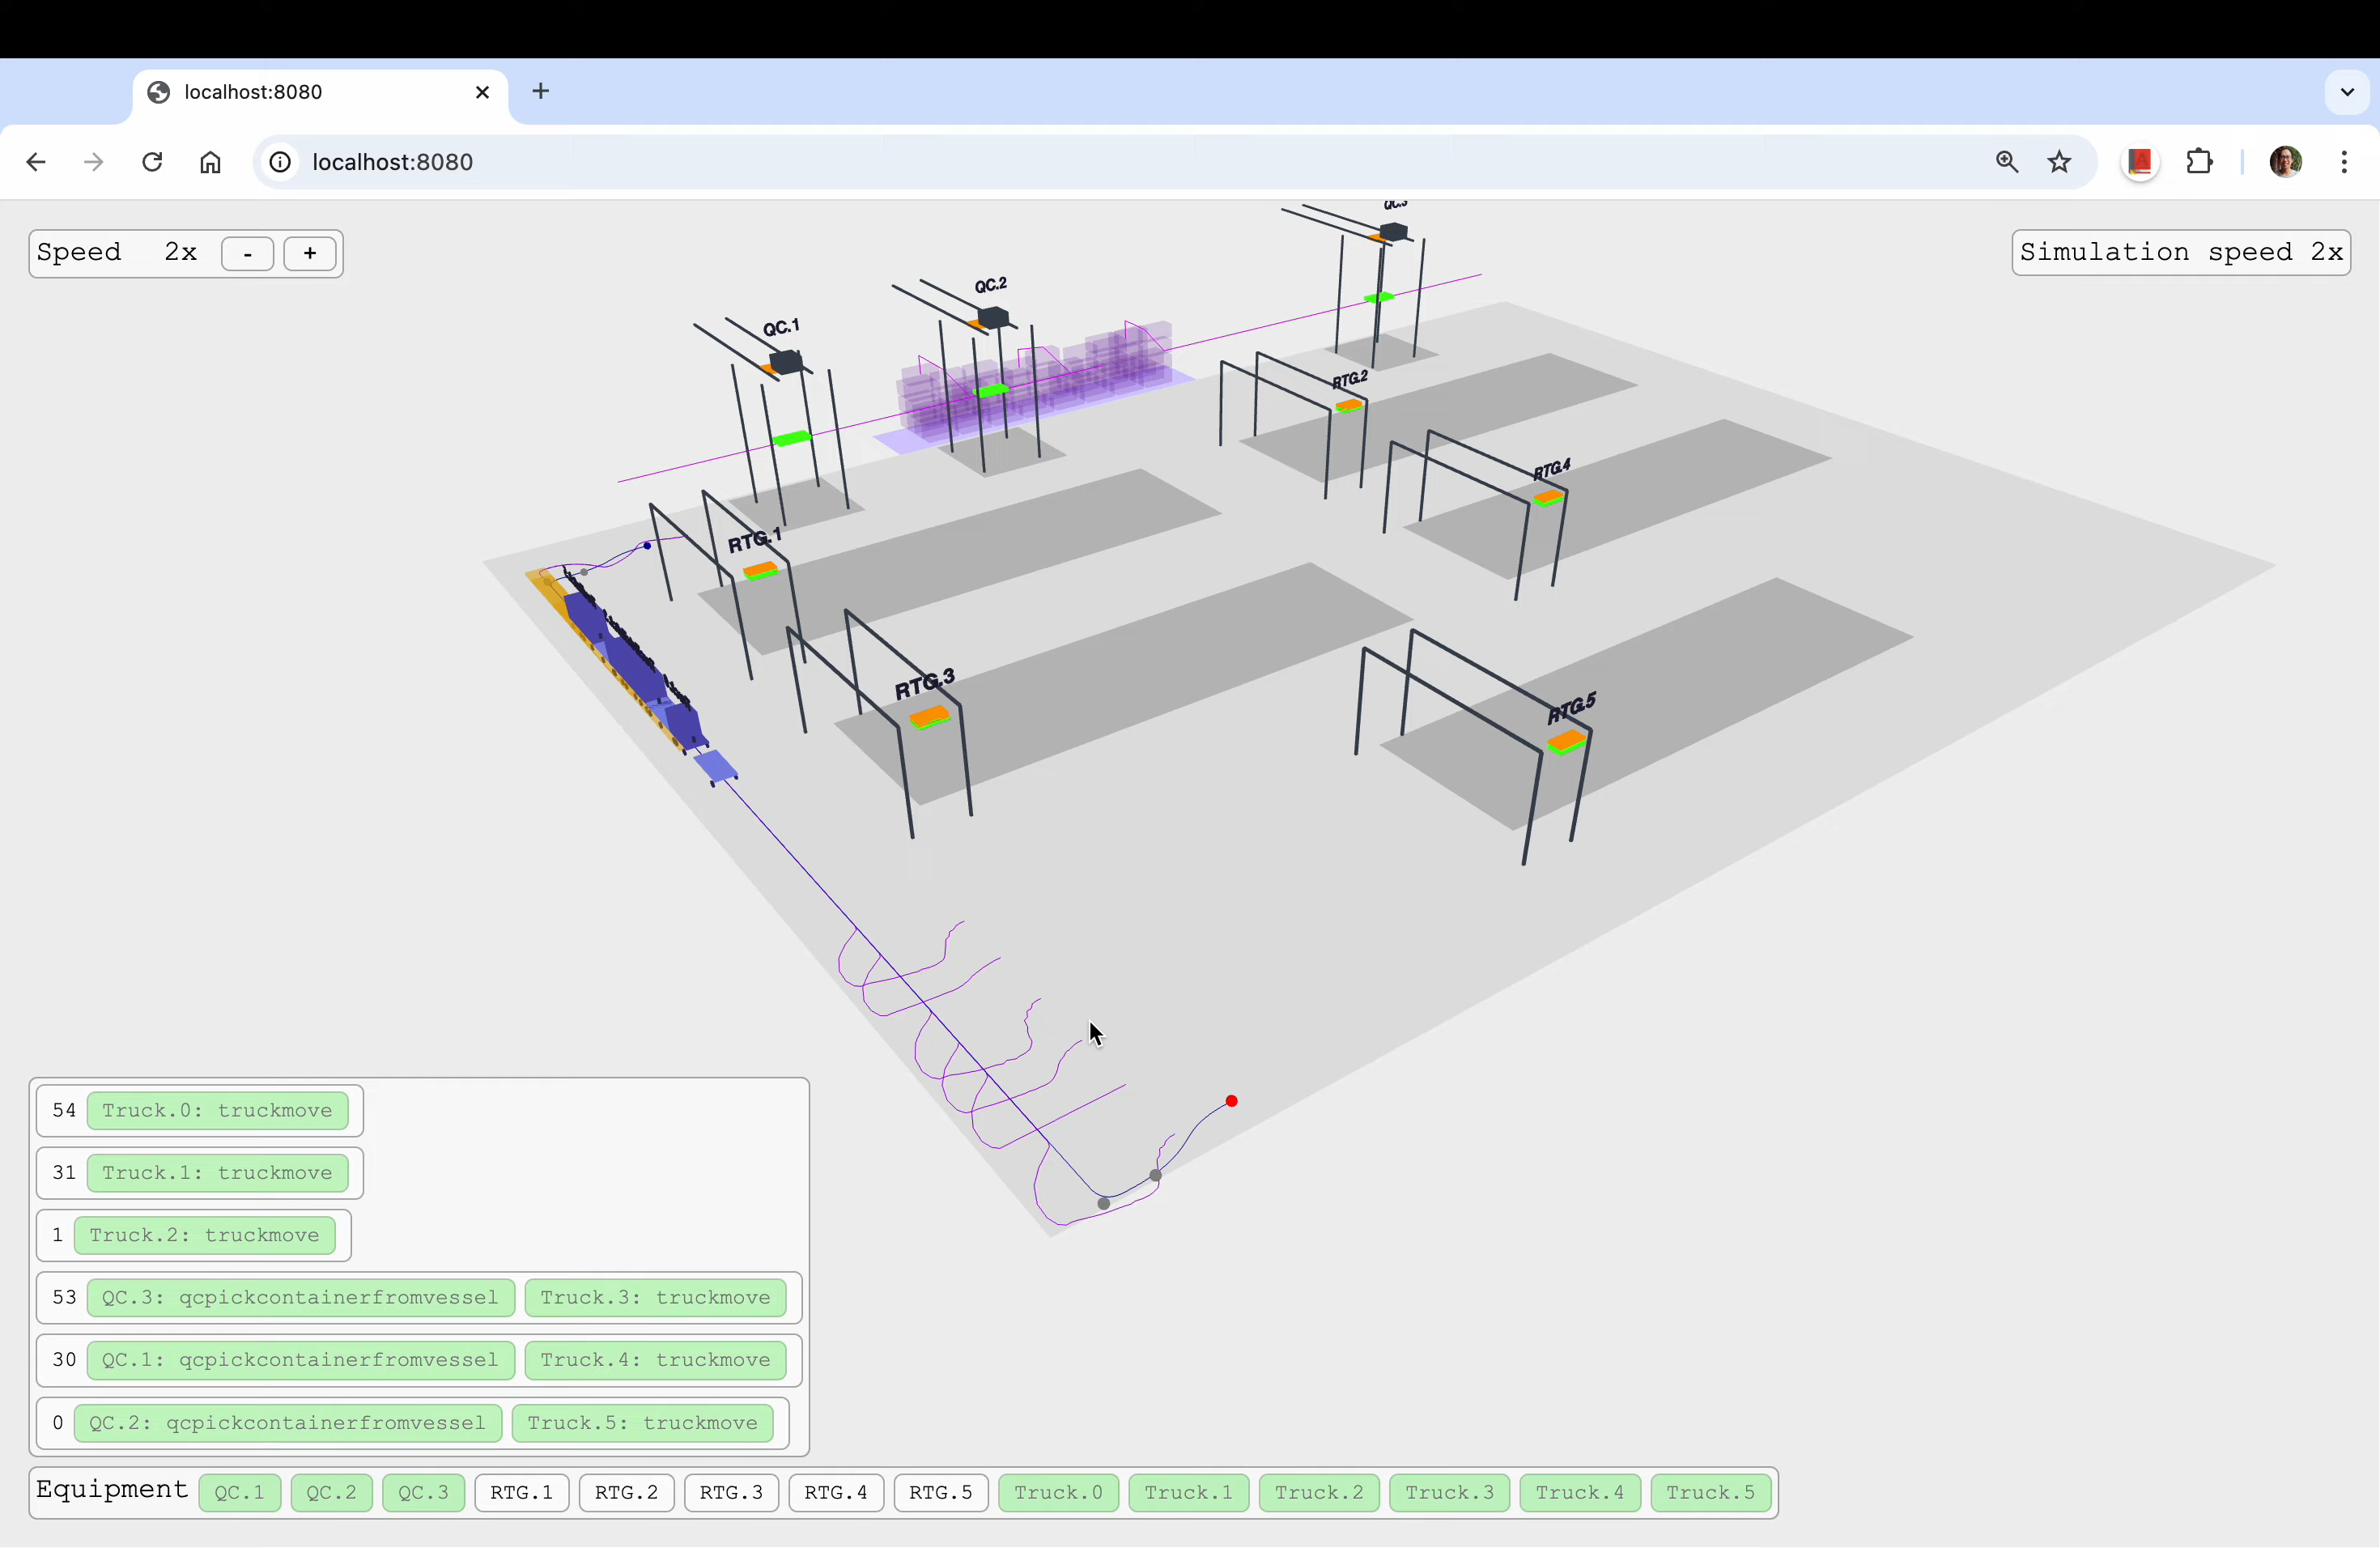 localhost:8080
localhost:8080
Speed 2x - +
Simulation speed 2x
QC.3
QC.2
QC.1
RTG.2
RTG.4
RTG.1
RTG.3
RTG.5
54 Truck.0: truckmove
31 Truck.1: truckmove
1 Truck.2: truckmove
53 QC.3: qcpickcontainerfromvessel Truck.3: truckmove
30 QC.1: qcpickcontainerfromvessel Truck.4: truckmove
0 QC.2: qcpickcontainerfromvessel Truck.5: truckmove
Equipment QC.1 QC.2 QC.3 RTG.1 RTG.2 RTG.3 RTG.4 RTG.5 Truck.0 Truck.1 Truck.2 Truck.3 Truck.4 Truck.5